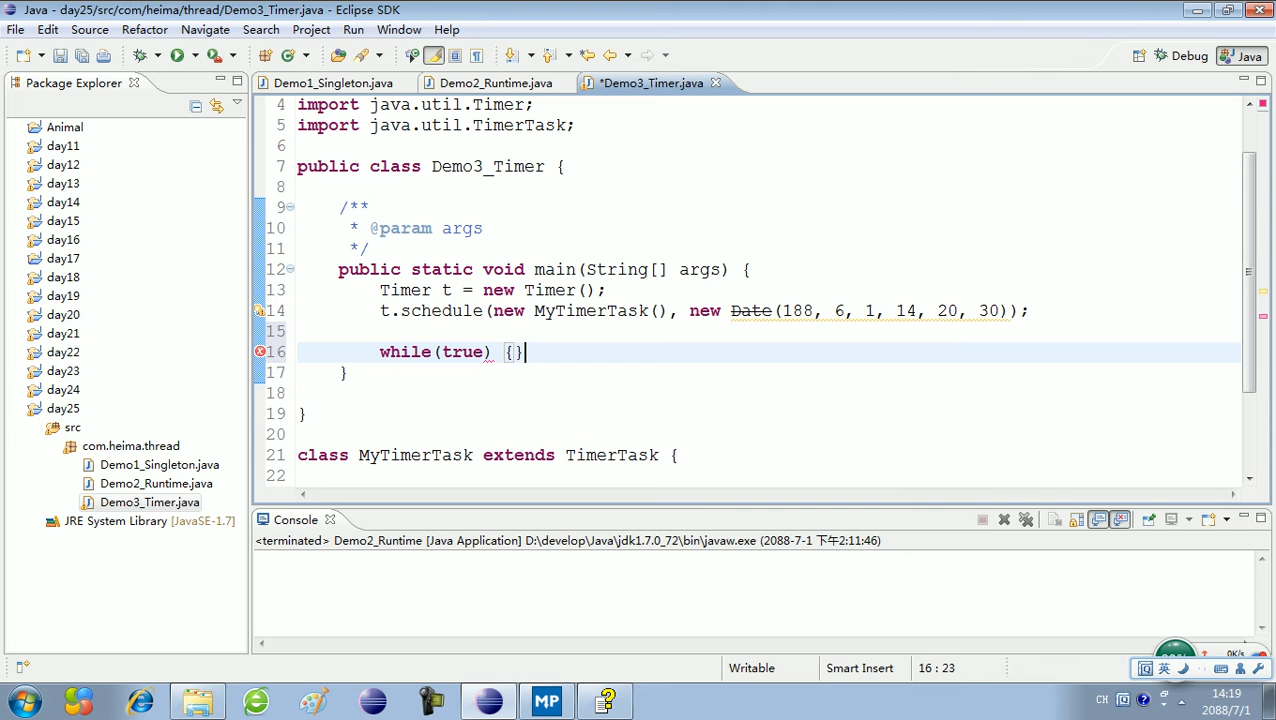 Java - day25/src/com/heima/thread/Demo3_Timer.java - Eclipse SDK
File Edit Source Refactor Navigate Search Project Run Window Help
Debug Java
Package Explorer
Demo1_Singleton.java Demo2_Runtime.java *Demo3_Timer.java
Animal
day11
day12
day13
day14
day15
day16
day17
day18
day19
day20
day21
day22
day23
day24
day25
src
com.heima.thread
Demo1_Singleton.java
Demo2_Runtime.java
Demo3_Timer.java
JRE System Library [JavaSE-1.7]
4 import java.util.Timer;
5 import java.util.TimerTask;
6
7 public class Demo3_Timer {
8
9 /**
10 * @param args
11 */
12 public static void main(String[] args) {
13 Timer t = new Timer();
14 t.schedule(new MyTimerTask(), new Date(188, 6, 1, 14, 20, 30));
15
16 while(true) {}
17 }
18
19 }
20
21 class MyTimerTask extends TimerTask {
22
Console
<terminated> Demo2_Runtime [Java Application] D:\develop\Java\jdk1.7.0_72\bin\javaw.exe (2088-7-1 下午2:11:46)
Writable Smart Insert 16 : 23
0K/s
英
MP
CH
14:19
2088/7/1